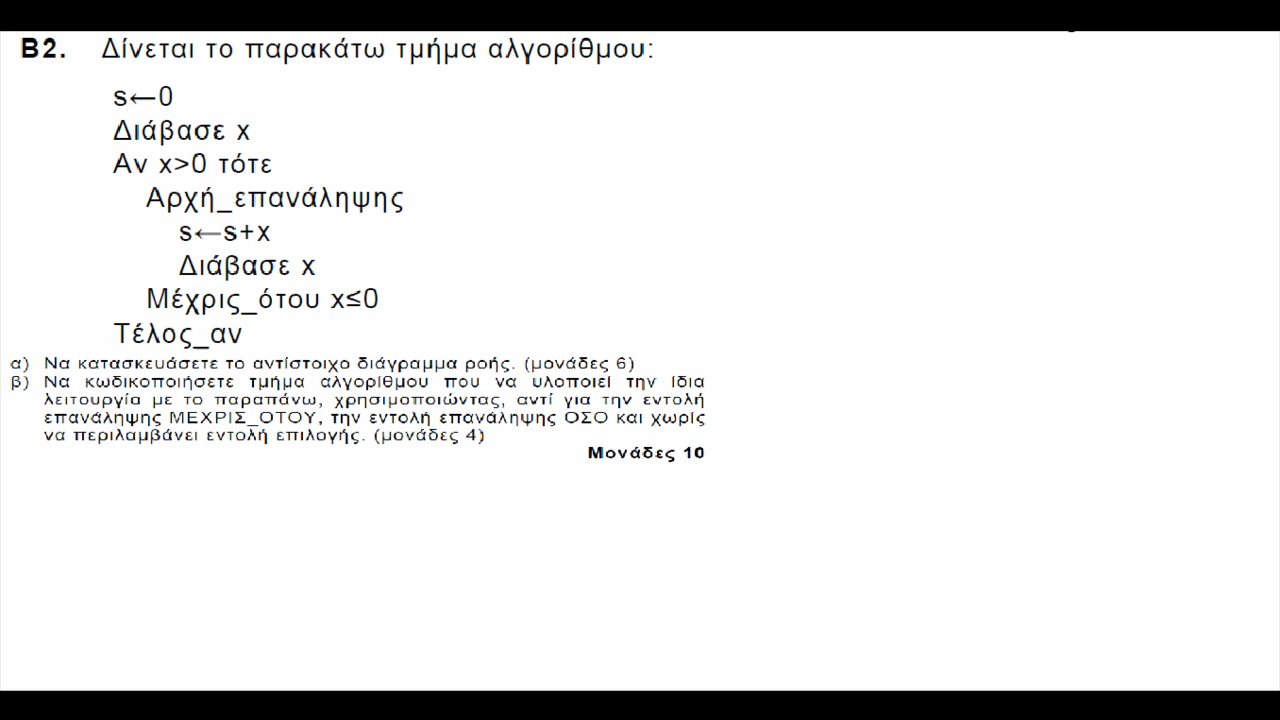 Β2. Δίνεται το παρακάτω τμήμα αλγορίθμου:
s←0
Διάβασε x
Αν x>0 τότε
Αρχή_επανάληψης
s←s+x
Διάβασε x
Μέχρις_ότου x≤0
Τέλος_αν
α) Να κατασκευάσετε το αντίστοιχο διάγραμμα ροής. (μονάδες 6)
β) Να κωδικοποιήσετε τμήμα αλγορίθμου που να υλοποιεί την ίδια
λειτουργία με το παραπάνω, χρησιμοποιώντας, αντί για την εντολή
επανάληψης ΜΕΧΡΙΣ_ΟΤΟΥ, την εντολή επανάληψης ΟΣΟ και χωρίς
να περιλαμβάνει εντολή επιλογής. (μονάδες 4)
Μονάδες 10